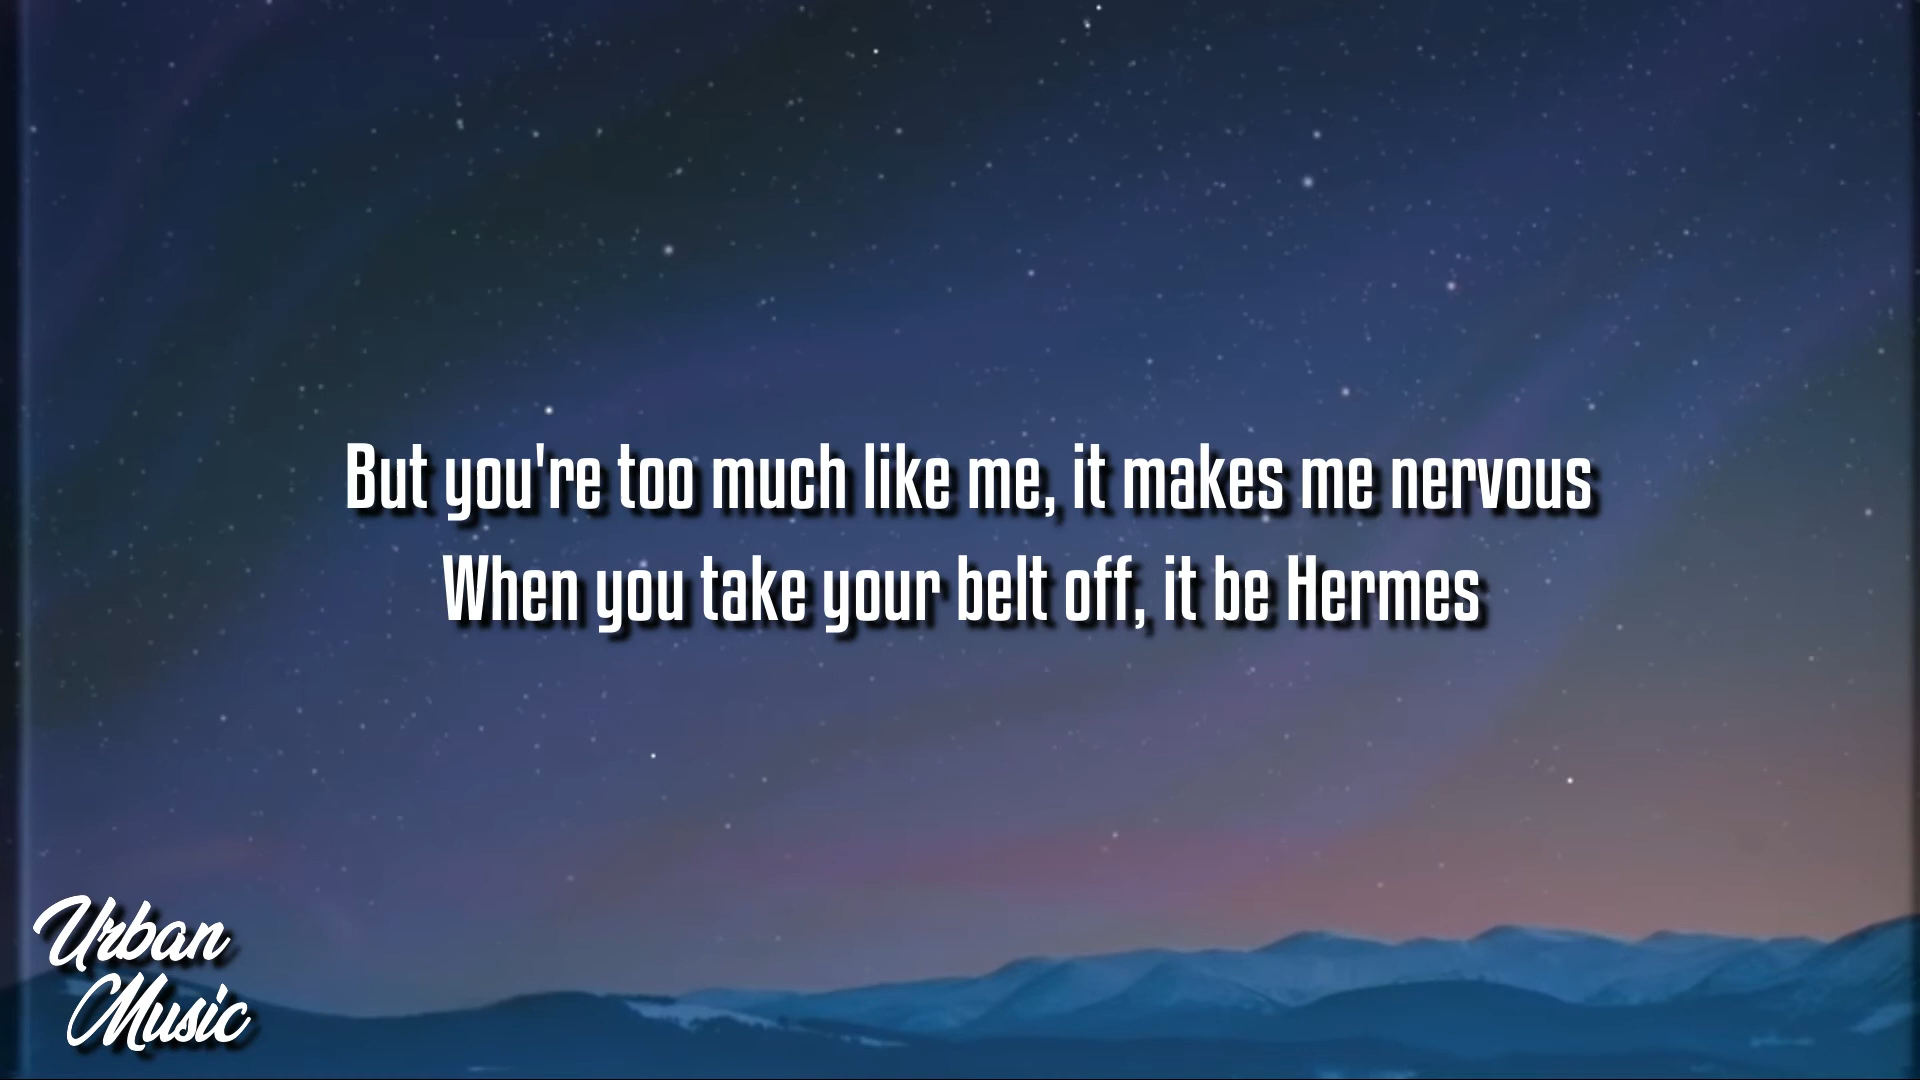 But you're too much like me, it makes me nervous
When you take your belt off, it be Hermes
Urban
Music